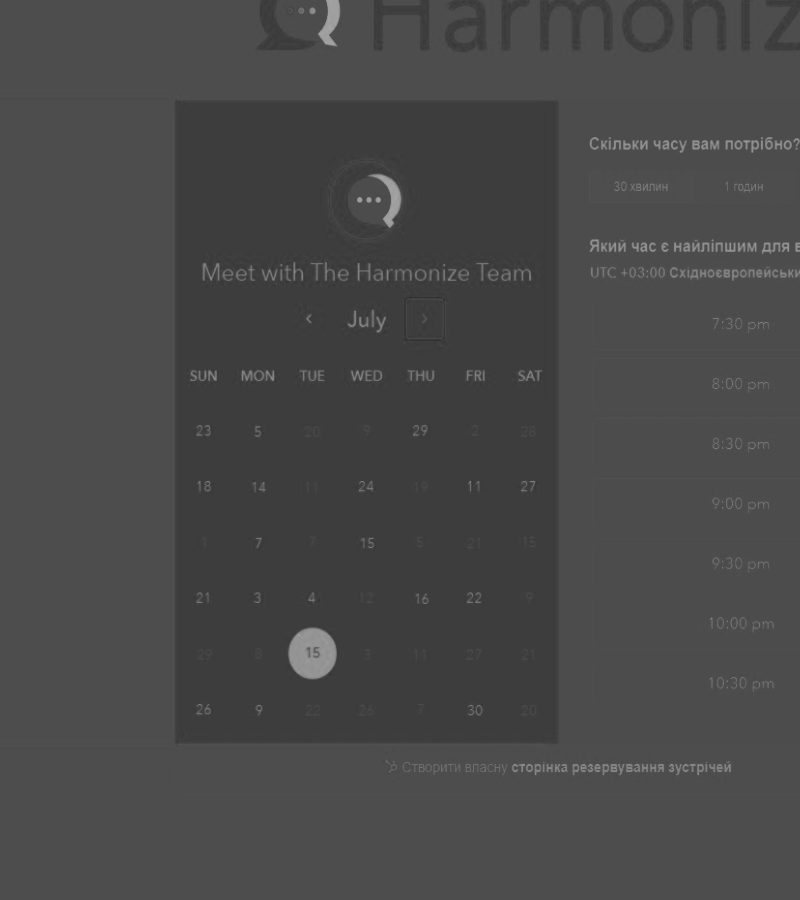 Harmoniz
Meet with The Harmonize Team
July
SUN MON TUE WED THU FRI SAT
23 5 20 9 29 2 28
18 14 11 24 19 11 27
1 7 7 15 5 21 15
21 3 4 12 16 22 9
29 8 15 3 11 27 21
26 9 22 26 7 30 20
Скільки часу вам потрібно?
30 хвилин 1 годин
Який час є найліпшим для в
UTC +03:00 Східноєвропейськи
7:30 pm
8:00 pm
8:30 pm
9:00 pm
9:30 pm
10:00 pm
10:30 pm
Створити власну сторінка резервування зустрічей